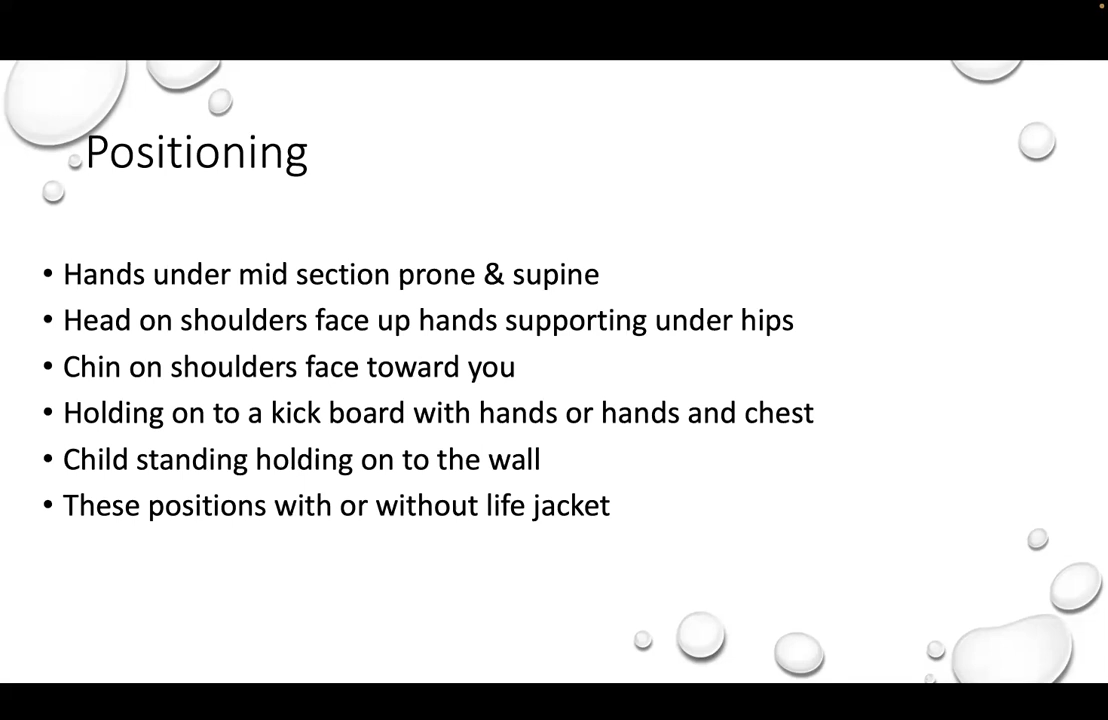 Positioning
• Hands under mid section prone & supine
• Head on shoulders face up hands supporting under hips
• Chin on shoulders face toward you
• Holding on to a kick board with hands or hands and chest
• Child standing holding on to the wall
• These positions with or without life jacket